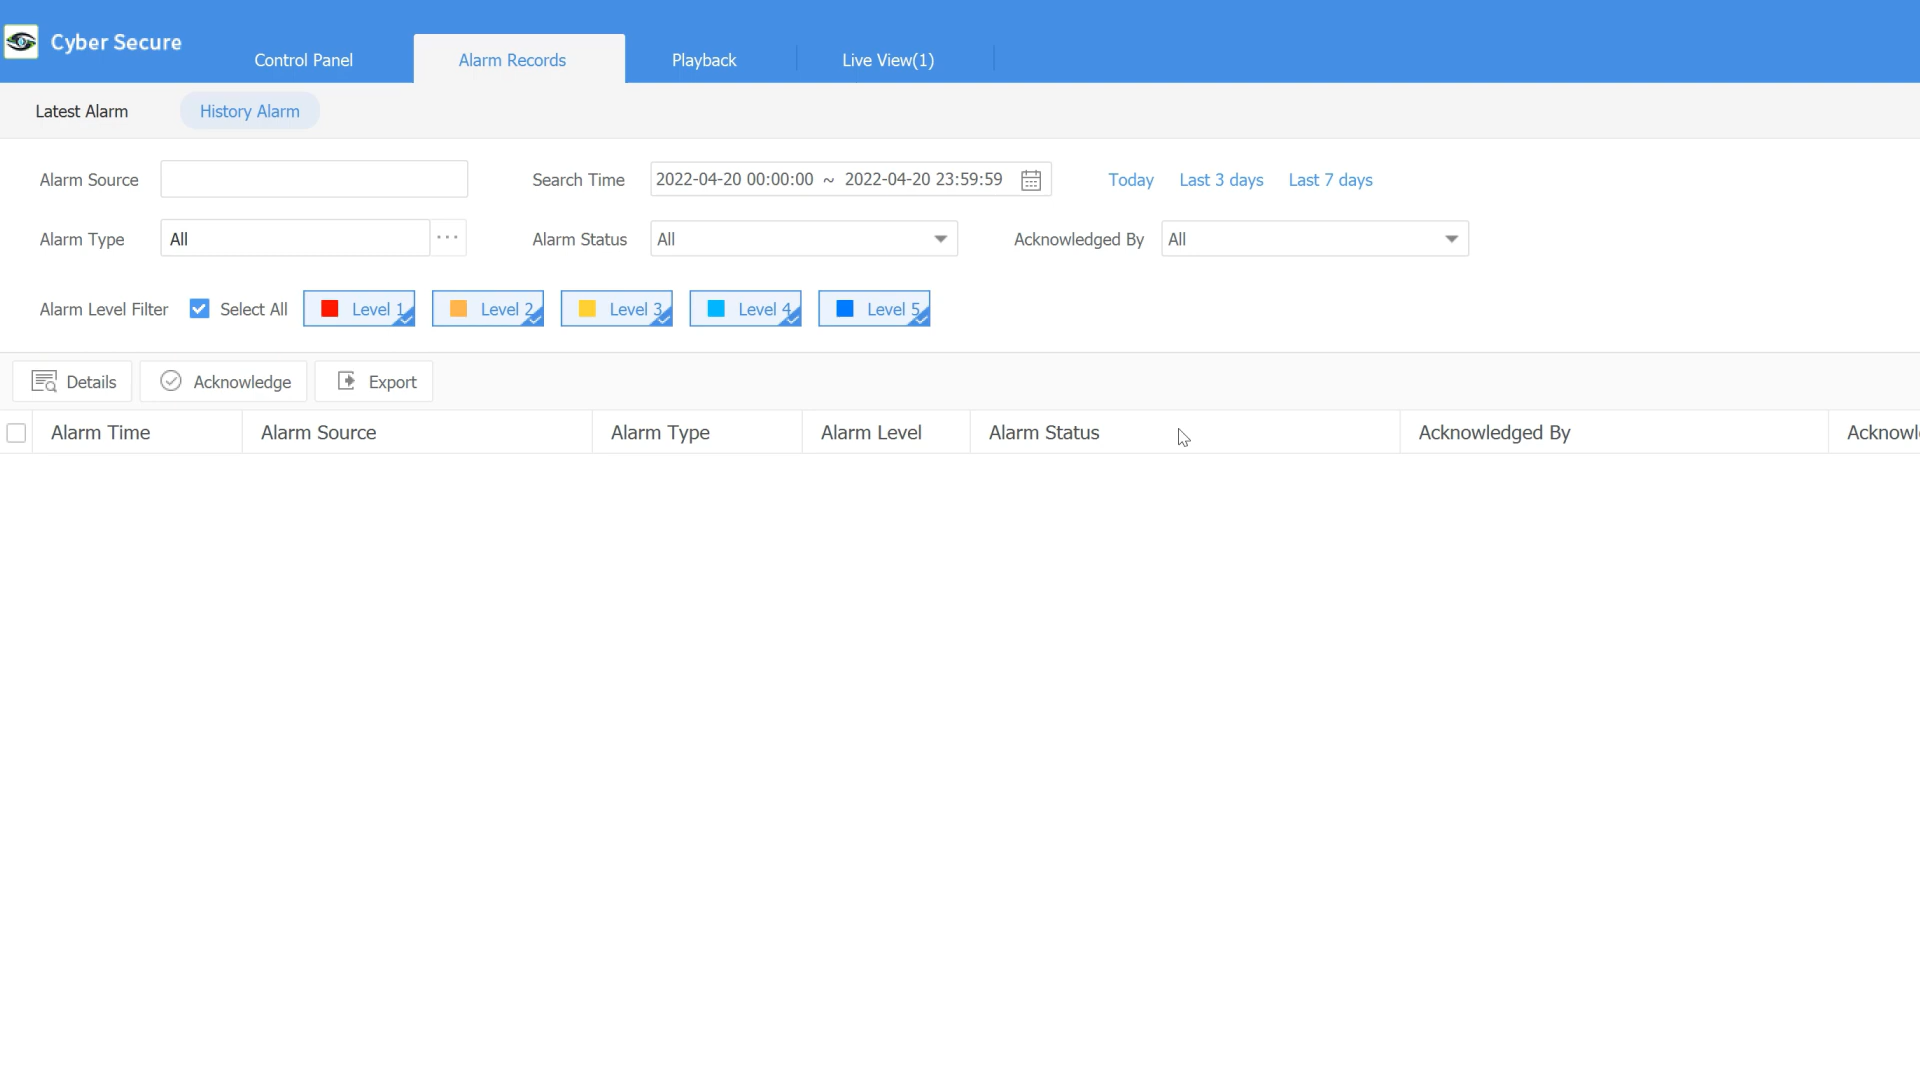 Cyber Secure
Control Panel
Alarm Records
Playback
Live View(1)
Latest Alarm
History Alarm
Alarm Source
Search Time
2022-04-20 00:00:00 ~ 2022-04-20 23:59:59
Today
Last 3 days
Last 7 days
Alarm Type
All
...
Alarm Status
All
Acknowledged By
All
Alarm Level Filter
Select All
Level 1
Level 2
Level 3
Level 4
Level 5
Details
Acknowledge
Export
Alarm Time
Alarm Source
Alarm Type
Alarm Level
Alarm Status
Acknowledged By
Acknowl